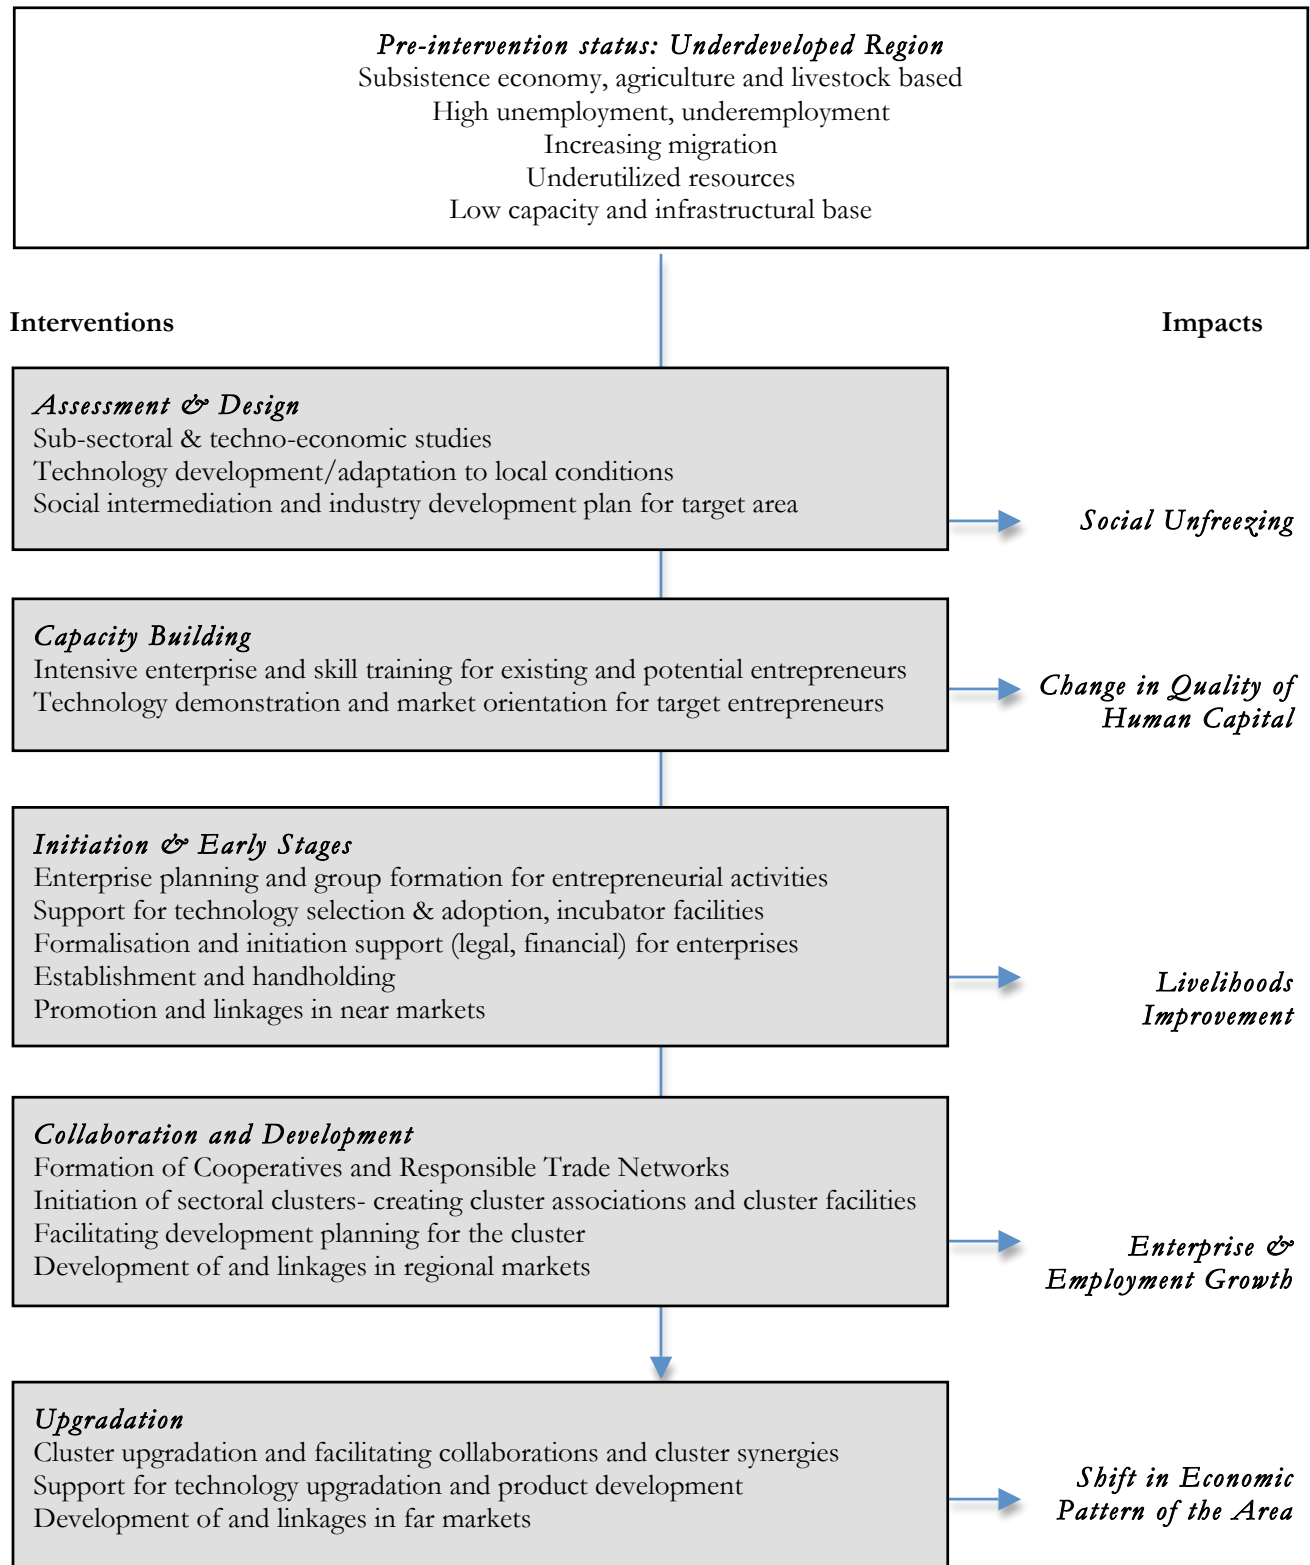 Pre-intervention status: Underdeveloped Region
Subsistence economy, agriculture and livestock based
High unemployment, underemployment
Increasing migration
Underutilized resources
Low capacity and infrastructural base
Interventions
Impacts
Assessment & Design
Sub-sectoral & techno-economic studies
Technology development/adaptation to local conditions
Social intermediation and industry development plan for target area
Social Unfreezing
Capacity Building
Intensive enterprise and skill training for existing and potential entrepreneurs
Technology demonstration and market orientation for target entrepreneurs
Change in Quality of
Human Capital
Initiation & Early Stages
Enterprise planning and group formation for entrepreneurial activities
Support for technology selection & adoption, incubator facilities
Formalisation and initiation support (legal, financial) for enterprises
Establishment and handholding
Promotion and linkages in near markets
Livelihoods
Improvement
Collaboration and Development
Formation of Cooperatives and Responsible Trade Networks
Initiation of sectoral clusters- creating cluster associations and cluster facilities
Facilitating development planning for the cluster
Development of and linkages in regional markets
Enterprise &
Employment Growth
Upgradation
Cluster upgradation and facilitating collaborations and cluster synergies
Support for technology upgradation and product development
Development of and linkages in far markets
Shift in Economic
Pattern of the Area